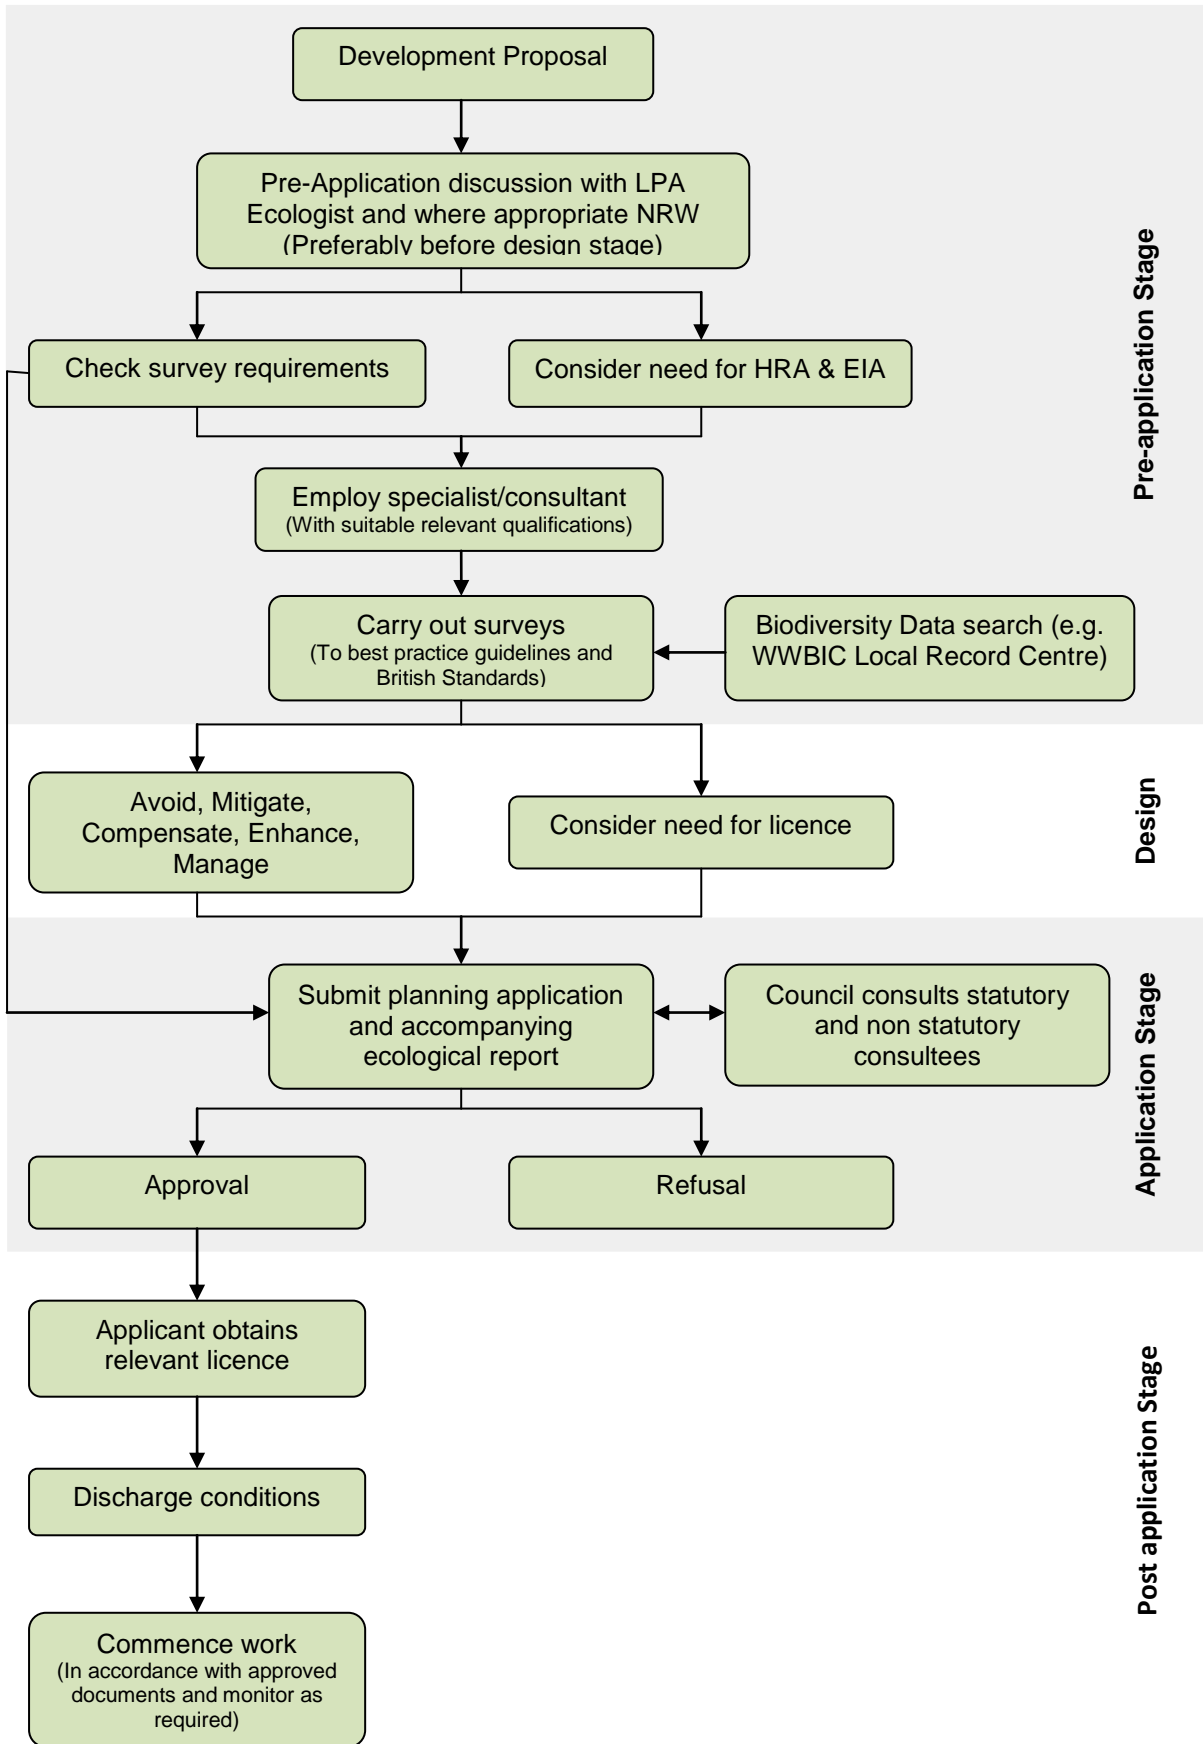 Development Proposal
Pre-Application discussion with LPA
Ecologist and where appropriate NRW
(Preferably before design stage)
Check survey requirements
Consider need for HRA & EIA
Employ specialist/consultant
(With suitable relevant qualifications)
Carry out surveys
(To best practice guidelines and
British Standards)
Biodiversity Data search (e.g.
WWBIC Local Record Centre)
Pre-application Stage
Avoid, Mitigate,
Compensate, Enhance,
Manage
Consider need for licence
Design
Submit planning application
and accompanying
ecological report
Council consults statutory
and non statutory
consultees
Approval
Refusal
Application Stage
Applicant obtains
relevant licence
Discharge conditions
Commence work
(In accordance with approved
documents and monitor as
required)
Post application Stage